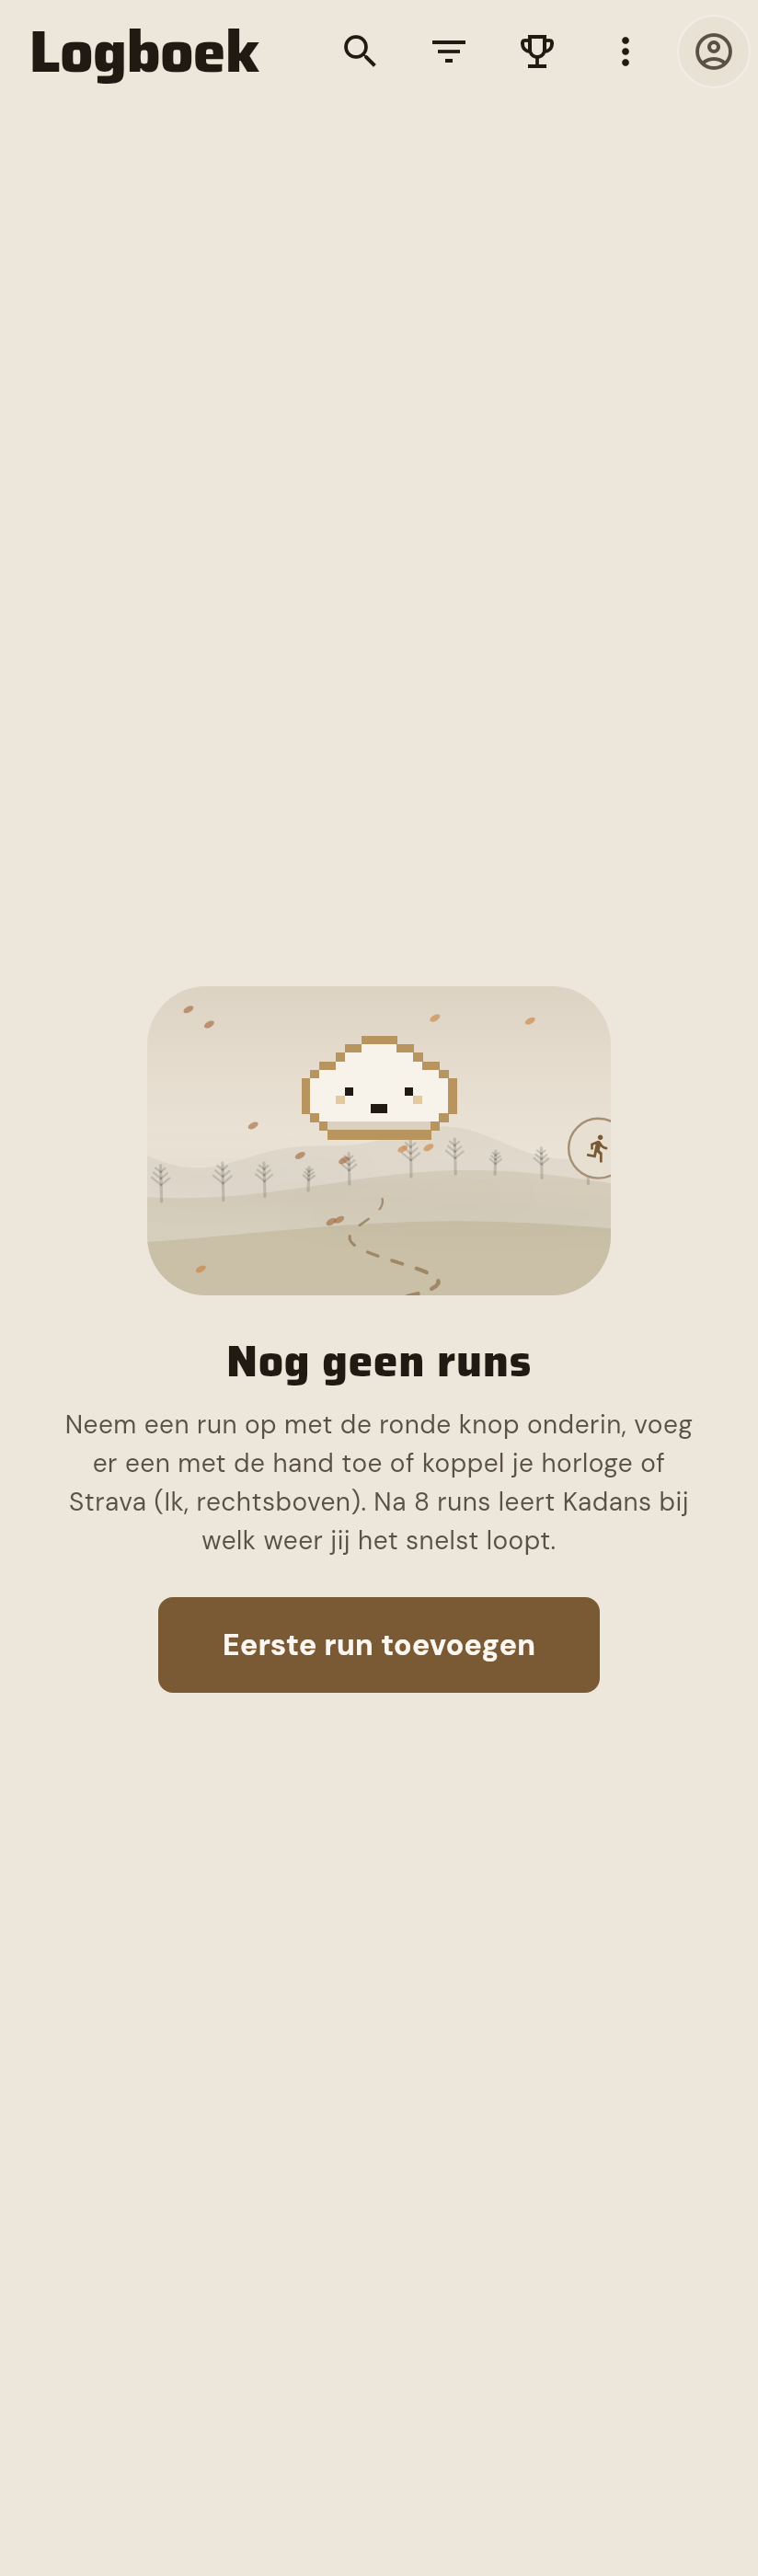 Logboek
Nog geen runs
Neem een run op met de ronde knop onderin, voeg
er een met de hand toe of koppel je horloge of
Strava (Ik, rechtsboven). Na 8 runs leert Kadans bij
welk weer jij het snelst loopt.
Eerste run toevoegen